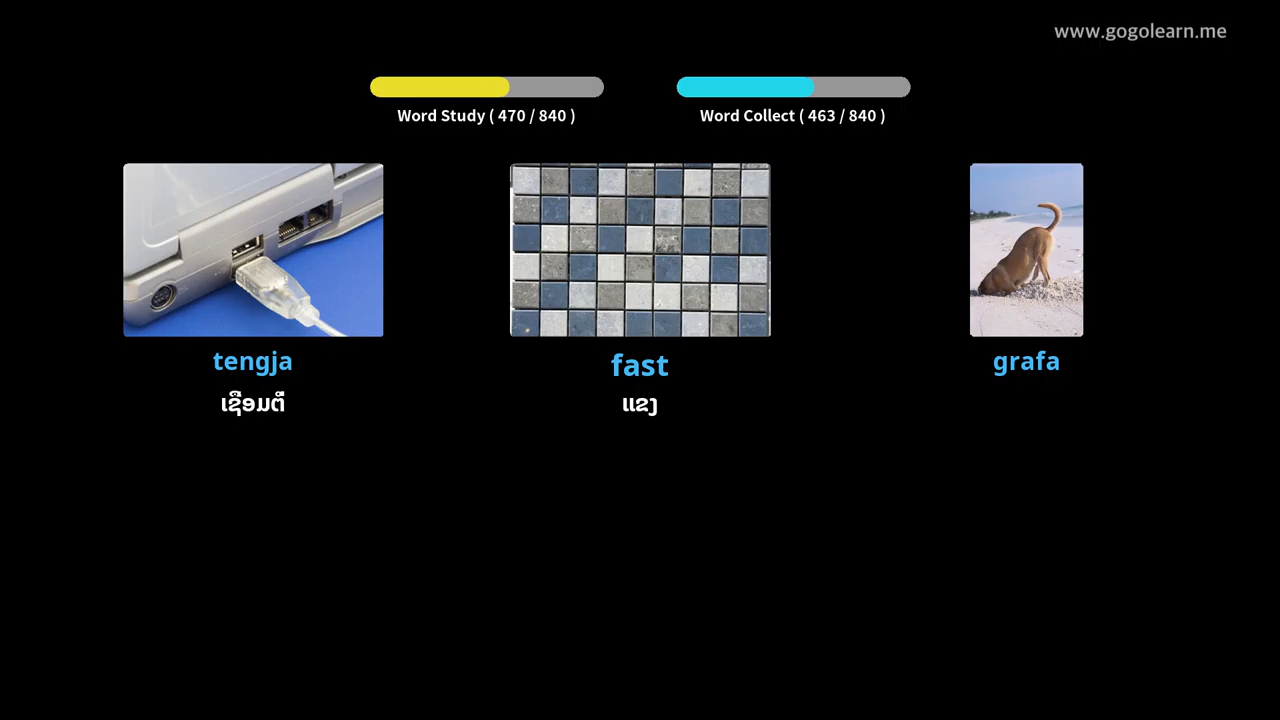 www.gogolearn.me
Word Study ( 470 / 840 )
Word Collect ( 463 / 840 )
tengja
fast
grafa
ເຊື່ອມຕໍ່
ແຂງ